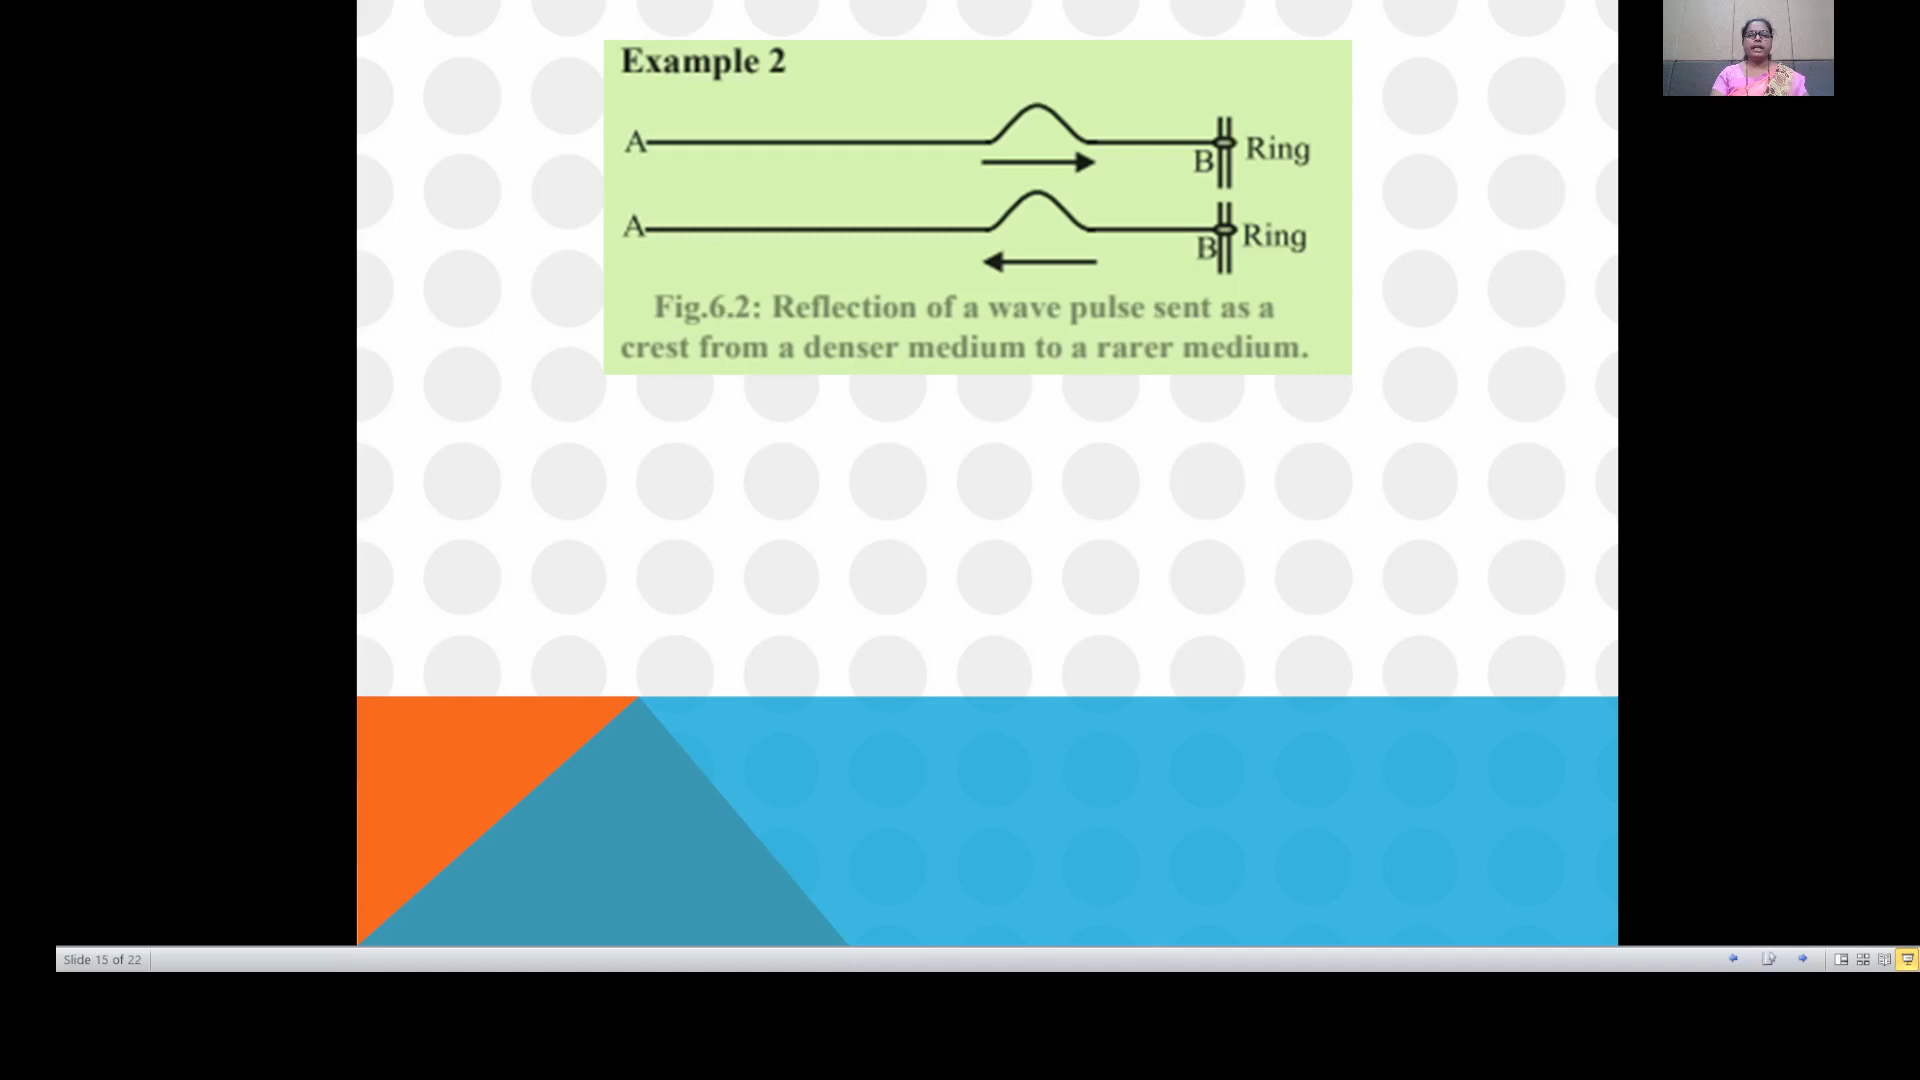 Example 2
A
B
Ring
A
B
Ring
Fig.6.2: Reflection of a wave pulse sent as a
crest from a denser medium to a rarer medium.
Slide 15 of 22